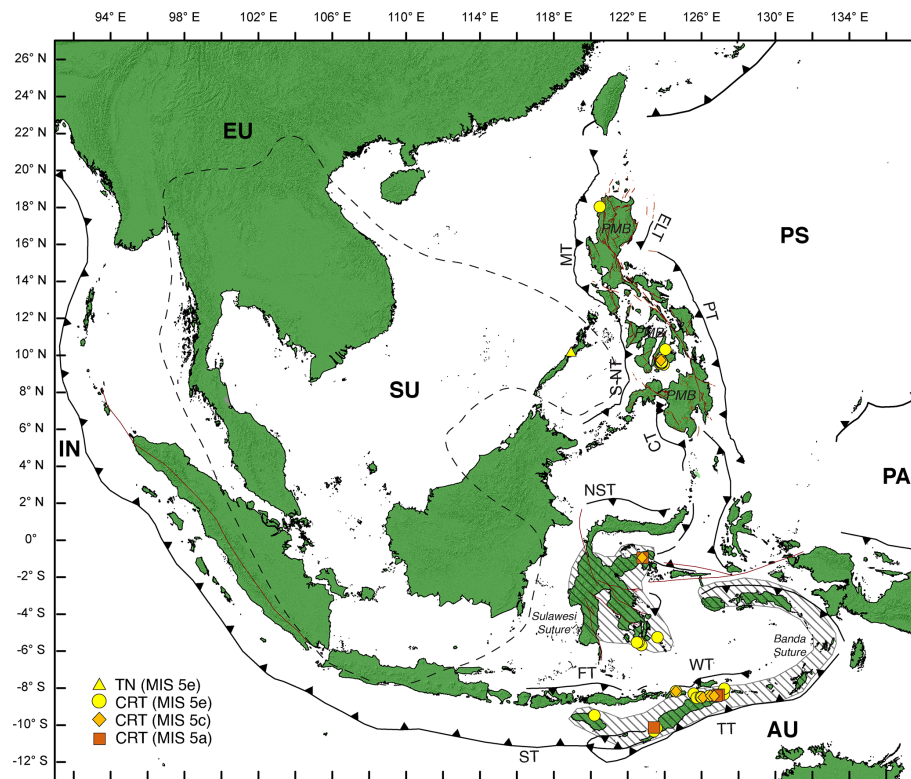 94° E 98° E 102° E 106° E 110° E 114° E 118° E 122° E 126° E 130° E 134° E
26° N
24° N
22° N
20° N
18° N
16° N
14° N
12° N
10° N
8° N
6° N
4° N
2° N
0°
-2° S
-4° S
-6° S
-8° S
-10° S
-12° S
EU
PS
PMB
ELT
MT
PT
PMB
S-NT
SU
PMB
CT
IN
PA
NST
Sulawesi
Suture
Banda
Suture
FT
WT
TT
AU
ST
TN (MIS 5e)
CRT (MIS 5e)
CRT (MIS 5c)
CRT (MIS 5a)